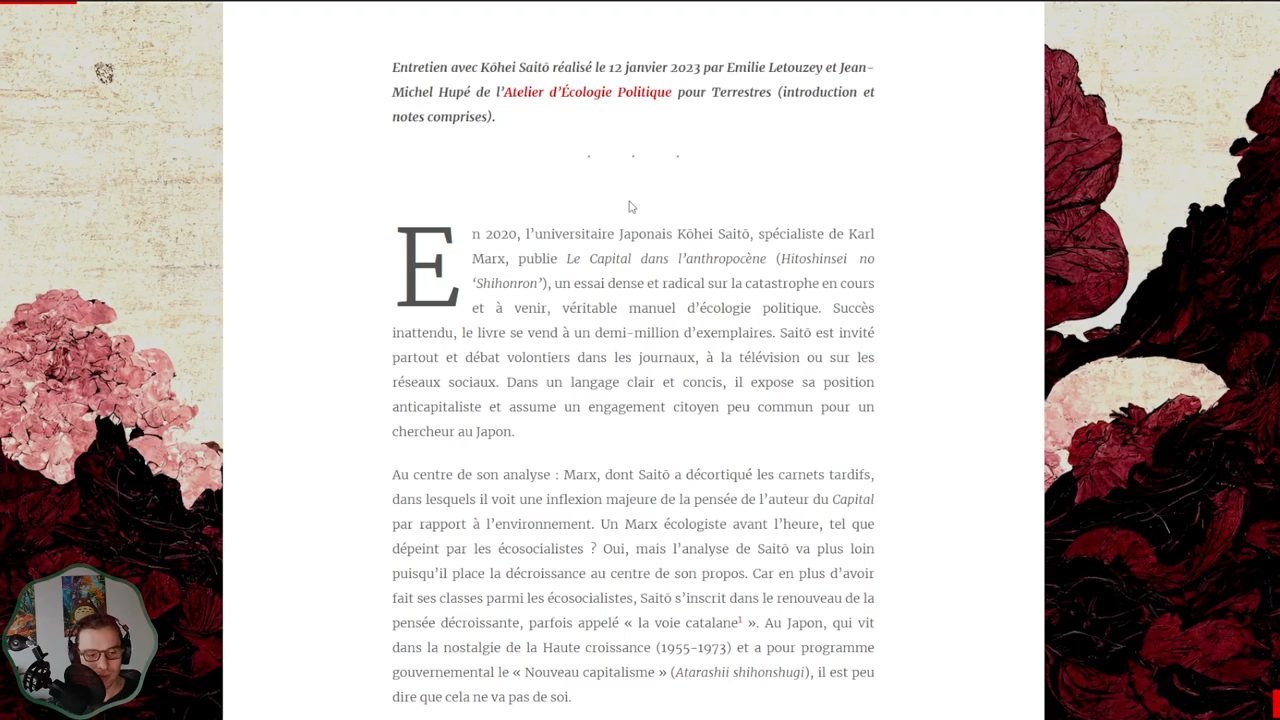 Entretien avec Kōhei Saitō réalisé le 12 janvier 2023 par Emilie Letouzey et Jean-
Michel Hupé de l’Atelier d’Écologie Politique pour Terrestres (introduction et
notes comprises).
. . .
En 2020, l’universitaire Japonais Kōhei Saitō, spécialiste de Karl
Marx, publie Le Capital dans l’anthropocène (Hitoshinsei no
‘Shihonron’), un essai dense et radical sur la catastrophe en cours
et à venir, véritable manuel d’écologie politique. Succès
inattendu, le livre se vend à un demi-million d’exemplaires. Saitō est invité
partout et débat volontiers dans les journaux, à la télévision ou sur les
réseaux sociaux. Dans un langage clair et concis, il expose sa position
anticapitaliste et assume un engagement citoyen peu commun pour un
chercheur au Japon.
Au centre de son analyse : Marx, dont Saitō a décortiqué les carnets tardifs,
dans lesquels il voit une inflexion majeure de la pensée de l’auteur du Capital
par rapport à l’environnement. Un Marx écologiste avant l’heure, tel que
dépeint par les écosocialistes ? Oui, mais l’analyse de Saitō va plus loin
puisqu’il place la décroissance au centre de son propos. Car en plus d’avoir
fait ses classes parmi les écosocialistes, Saitō s’inscrit dans le renouveau de la
pensée décroissante, parfois appelé « la voie catalane¹ ». Au Japon, qui vit
dans la nostalgie de la Haute croissance (1955-1973) et a pour programme
gouvernemental le « Nouveau capitalisme » (Atarashii shihonshugi), il est peu
dire que cela ne va pas de soi.